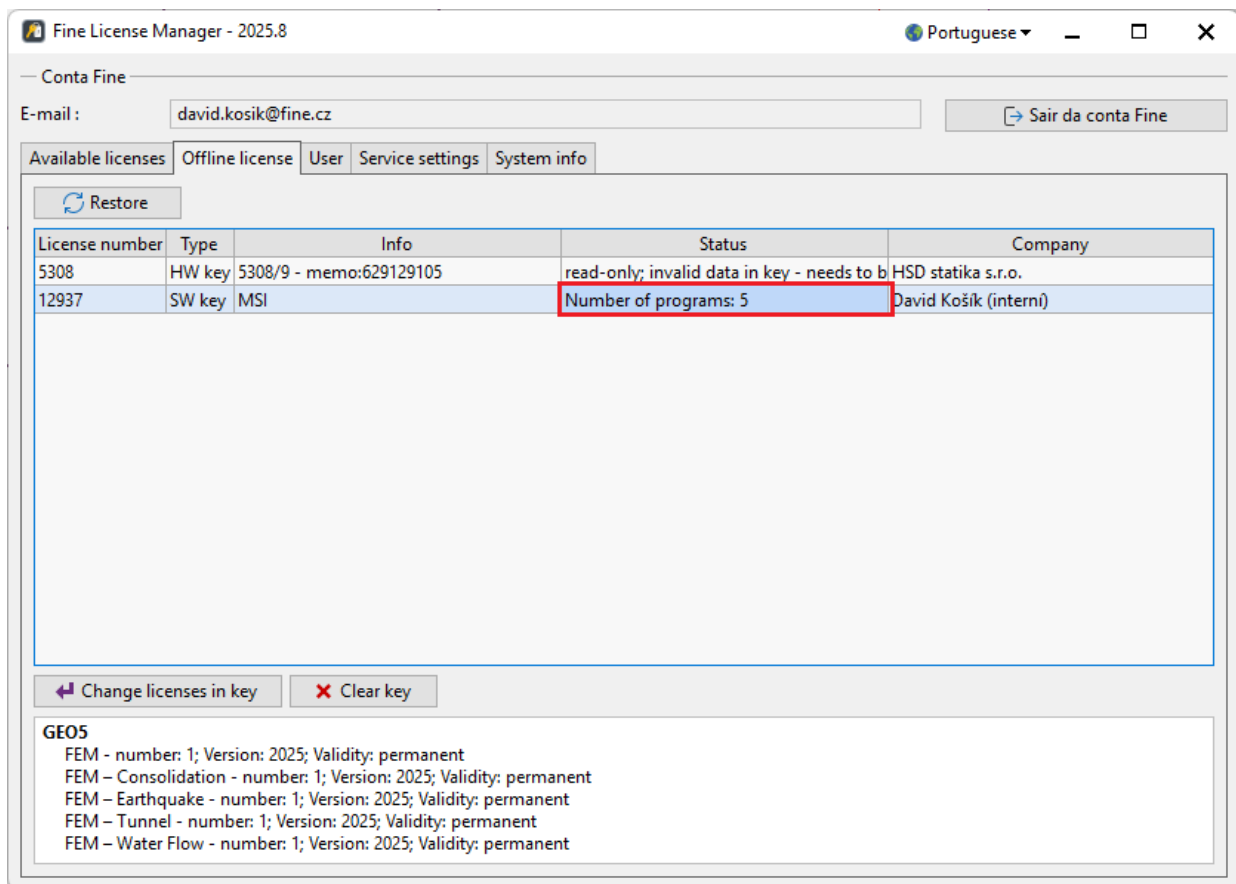 Fine License Manager - 2025.8 Portuguese
Conta Fine
E-mail : david.kosik@fine.cz Sair da conta Fine
Available licenses Offline license User Service settings System info
Restore
License number Type Info Status Company
5308 HW key 5308/9 - memo:629129105 read-only; invalid data in key - needs to b HSD statika s.r.o.
12937 SW key MSI Number of programs: 5 David Košík (interní)
Change licenses in key Clear key
GEO5
FEM - number: 1; Version: 2025; Validity: permanent
FEM – Consolidation - number: 1; Version: 2025; Validity: permanent
FEM – Earthquake - number: 1; Version: 2025; Validity: permanent
FEM – Tunnel - number: 1; Version: 2025; Validity: permanent
FEM – Water Flow - number: 1; Version: 2025; Validity: permanent